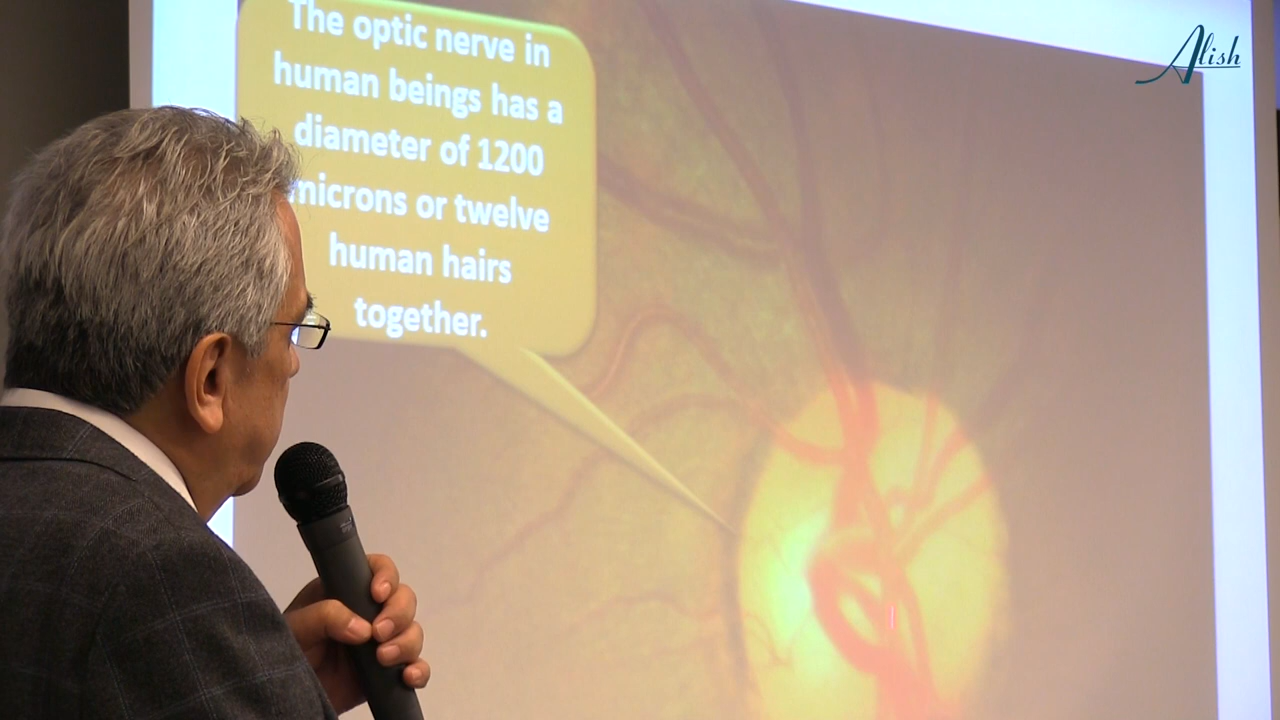 The optic nerve in
human beings has a
diameter of 1200
microns or twelve
human hairs
together.
Alish